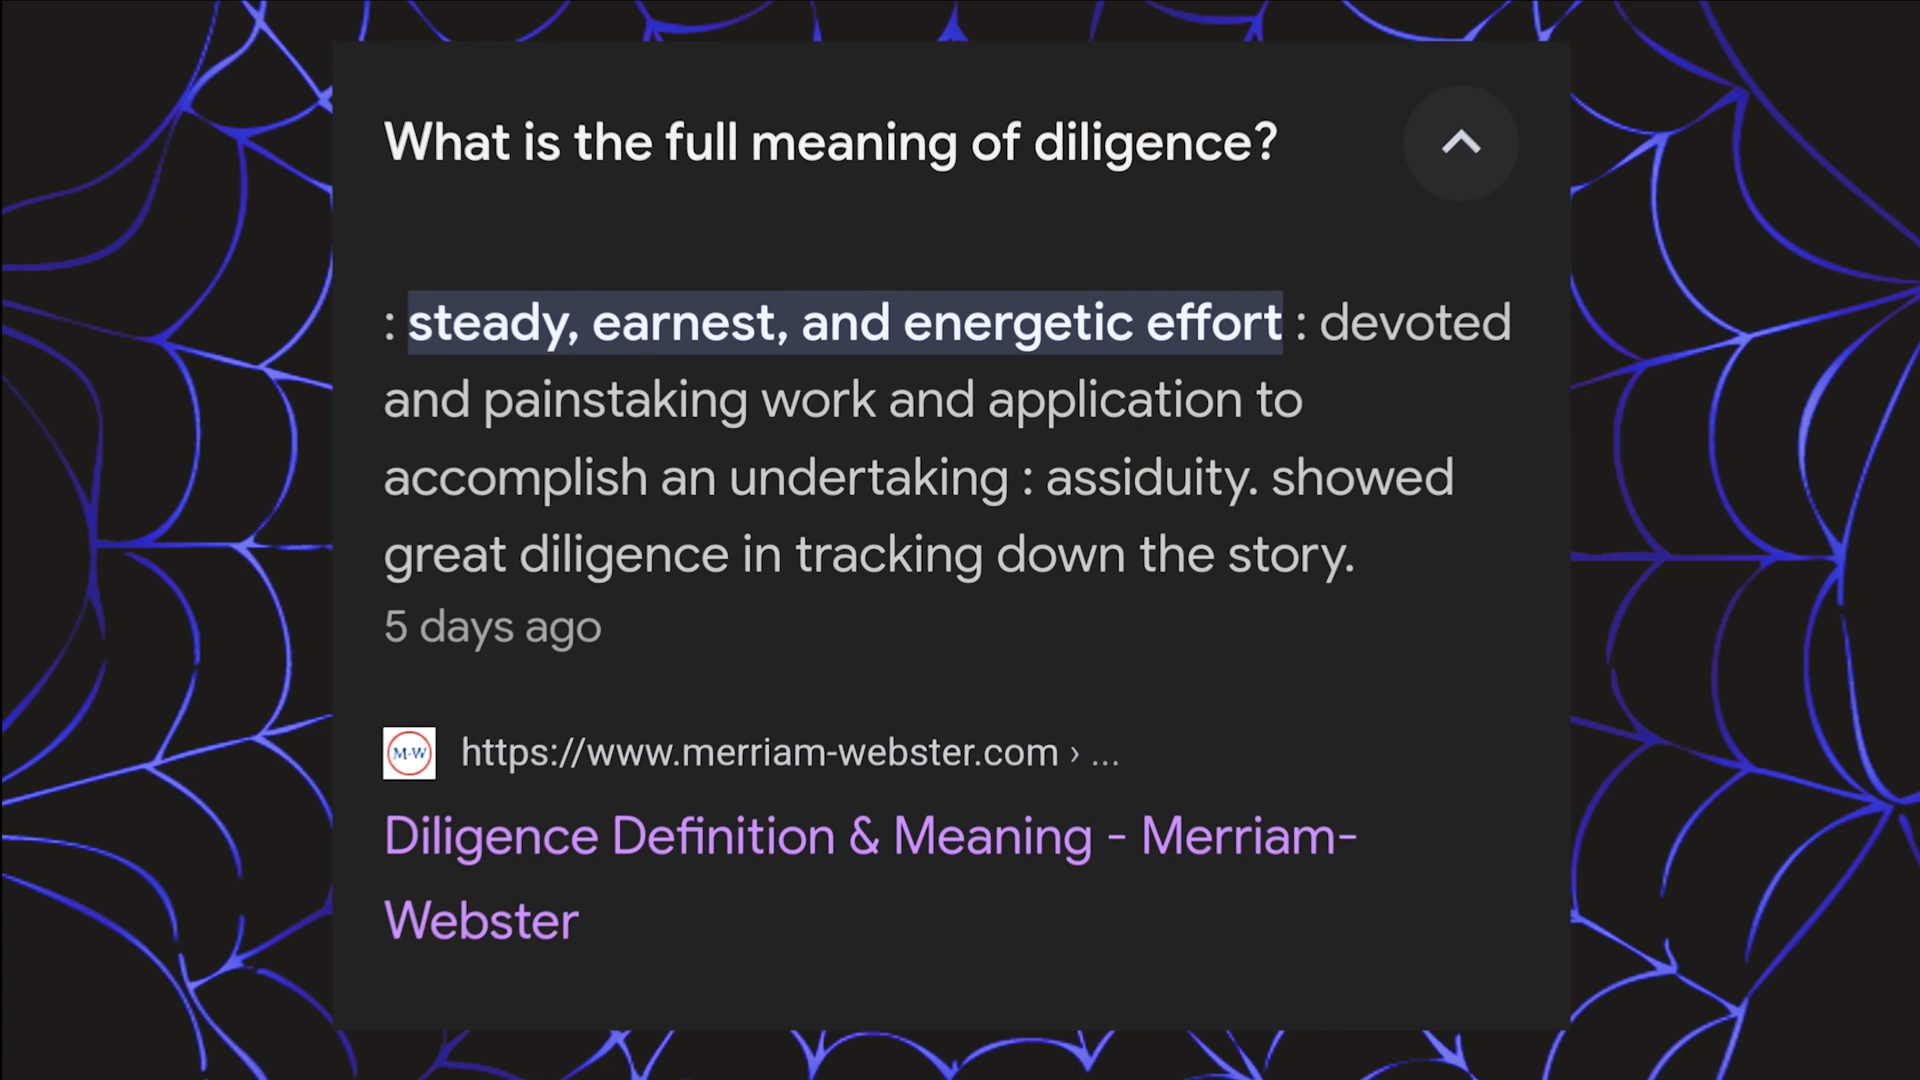 What is the full meaning of diligence?
: steady, earnest, and energetic effort : devoted
and painstaking work and application to
accomplish an undertaking : assiduity. showed
great diligence in tracking down the story.
5 days ago
M-W https://www.merriam-webster.com › ...
Diligence Definition & Meaning - Merriam-
Webster